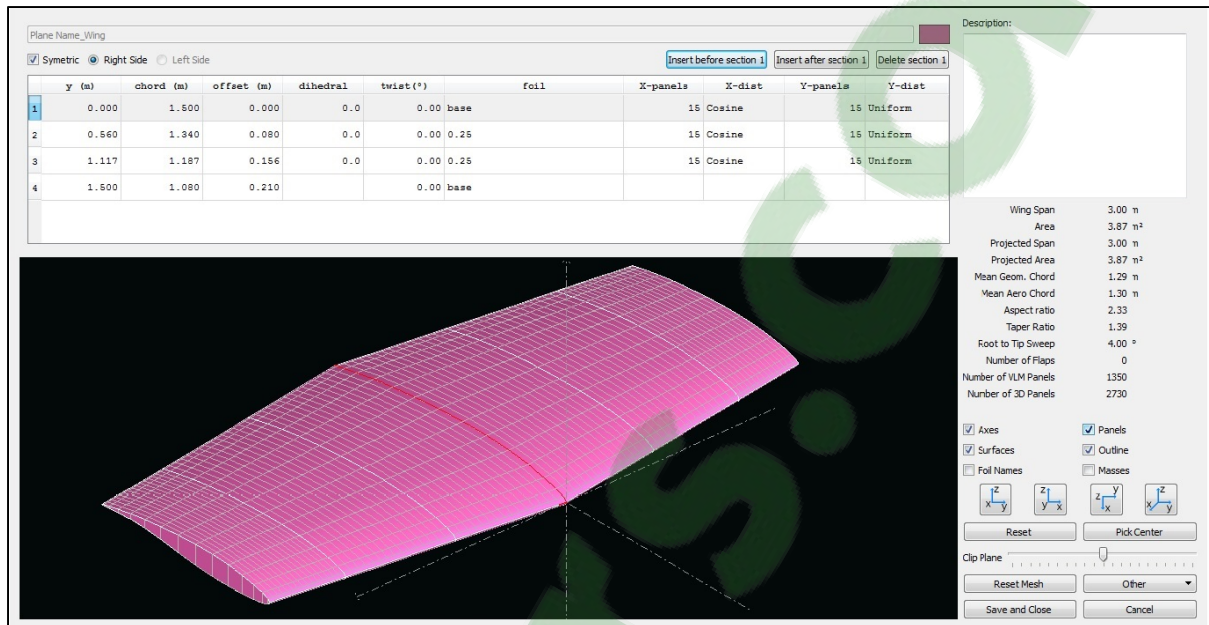 Plane Name_Wing
Description:
Symetric Right Side Left Side Insert before section 1 Insert after section 1 Delete section 1
y (m) chord (m) offset (m) dihedral twist(°) foil X-panels X-dist Y-panels Y-dist
1 0.000 1.500 0.000 0.0 0.00 base 15 Cosine 15 Uniform
2 0.560 1.340 0.080 0.0 0.00 0.25 15 Cosine 15 Uniform
3 1.117 1.187 0.156 0.0 0.00 0.25 15 Cosine 15 Uniform
4 1.500 1.080 0.210 0.00 base
Wing Span 3.00 m
Area 3.87 m²
Projected Span 3.00 m
Projected Area 3.87 m²
Mean Geom. Chord 1.29 m
Mean Aero Chord 1.30 m
Aspect ratio 2.33
Taper Ratio 1.39
Root to Tip Sweep 4.00 °
Number of Flaps 0
Number of VLM Panels 1350
Number of 3D Panels 2730
Axes Panels
Surfaces Outline
Foil Names Masses
z x y z y x z y x z x y
Reset Pick Center
Clip Plane
Reset Mesh Other
Save and Close Cancel